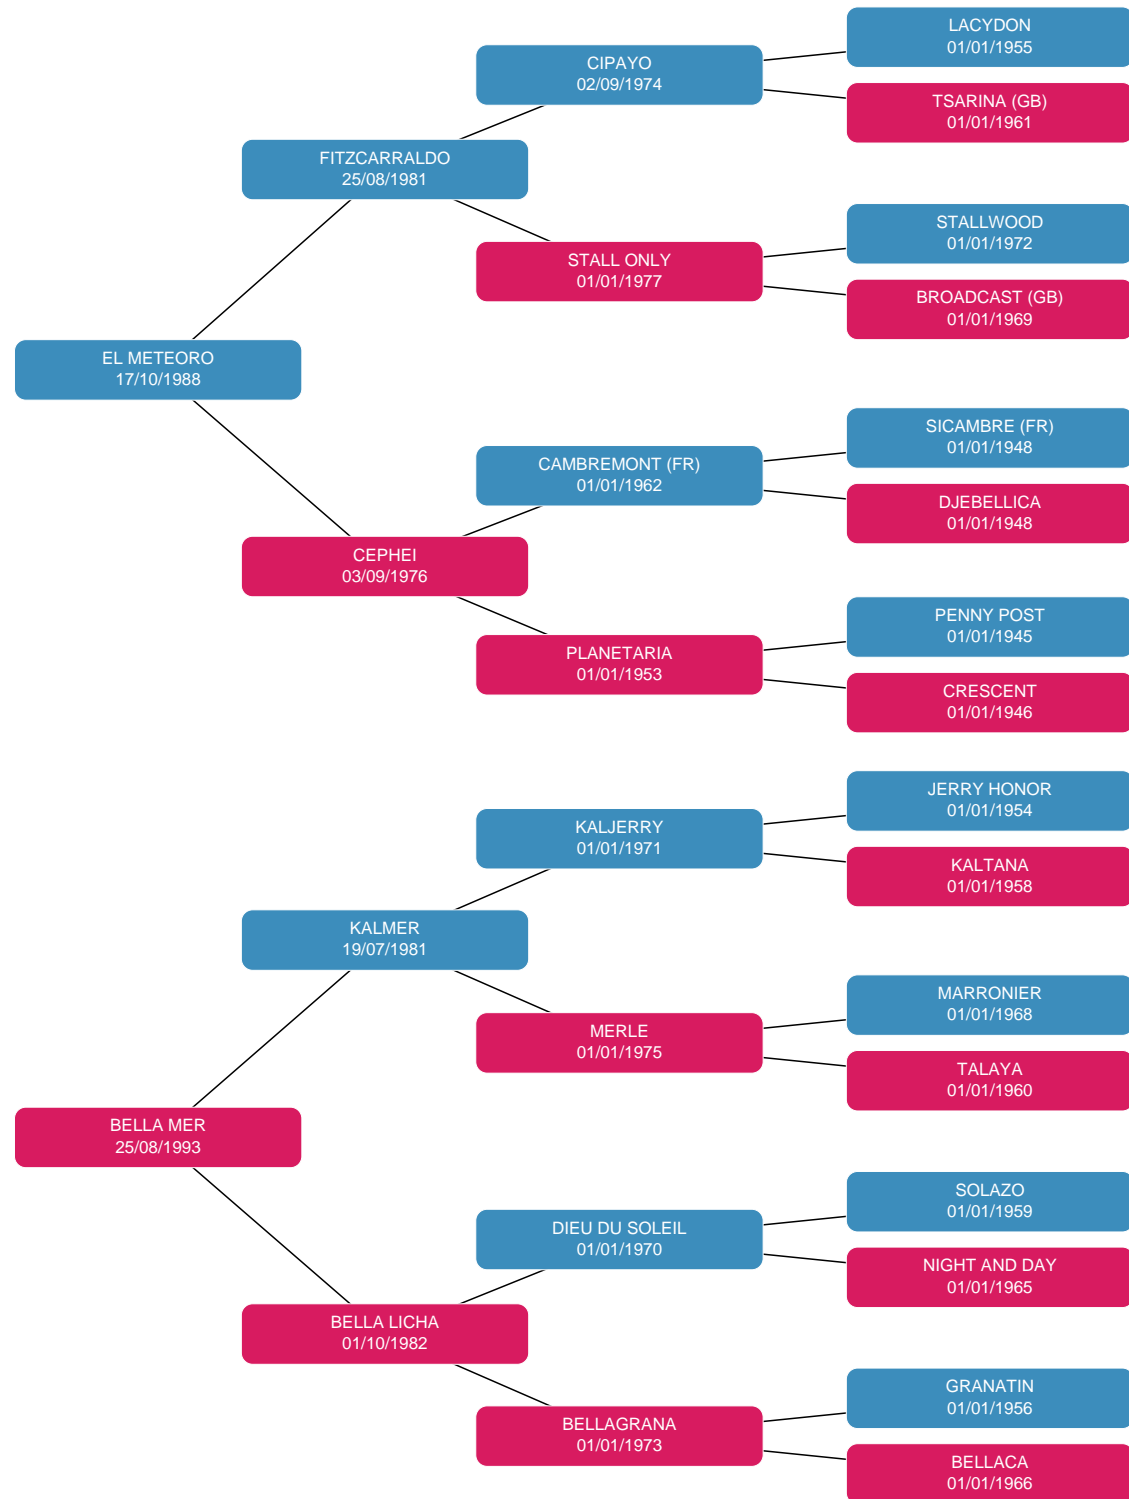 LACYDON
01/01/1955
CIPAYO
02/09/1974
TSARINA (GB)
01/01/1961
FITZCARRALDO
25/08/1981
STALLWOOD
01/01/1972
STALL ONLY
01/01/1977
BROADCAST (GB)
01/01/1969
EL METEORO
17/10/1988
SICAMBRE (FR)
01/01/1948
CAMBREMONT (FR)
01/01/1962
DJEBELLICA
01/01/1948
CEPHEI
03/09/1976
PENNY POST
01/01/1945
PLANETARIA
01/01/1953
CRESCENT
01/01/1946
JERRY HONOR
01/01/1954
KALJERRY
01/01/1971
KALTANA
01/01/1958
KALMER
19/07/1981
MARRONIER
01/01/1968
MERLE
01/01/1975
TALAYA
01/01/1960
BELLA MER
25/08/1993
SOLAZO
01/01/1959
DIEU DU SOLEIL
01/01/1970
NIGHT AND DAY
01/01/1965
BELLA LICHA
01/10/1982
GRANATIN
01/01/1956
BELLAGRANA
01/01/1973
BELLACA
01/01/1966